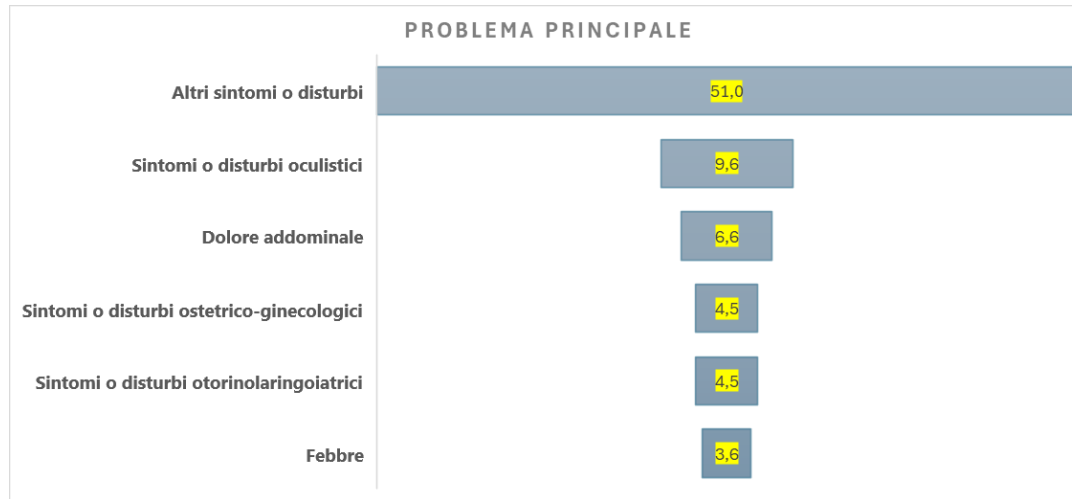 PROBLEMA PRINCIPALE
Altri sintomi o disturbi
51,0
Sintomi o disturbi oculistici
9,6
Dolore addominale
6,6
Sintomi o disturbi ostetrico-ginecologici
4,5
Sintomi o disturbi otorinolaringoiatrici
4,5
Febbre
3,6